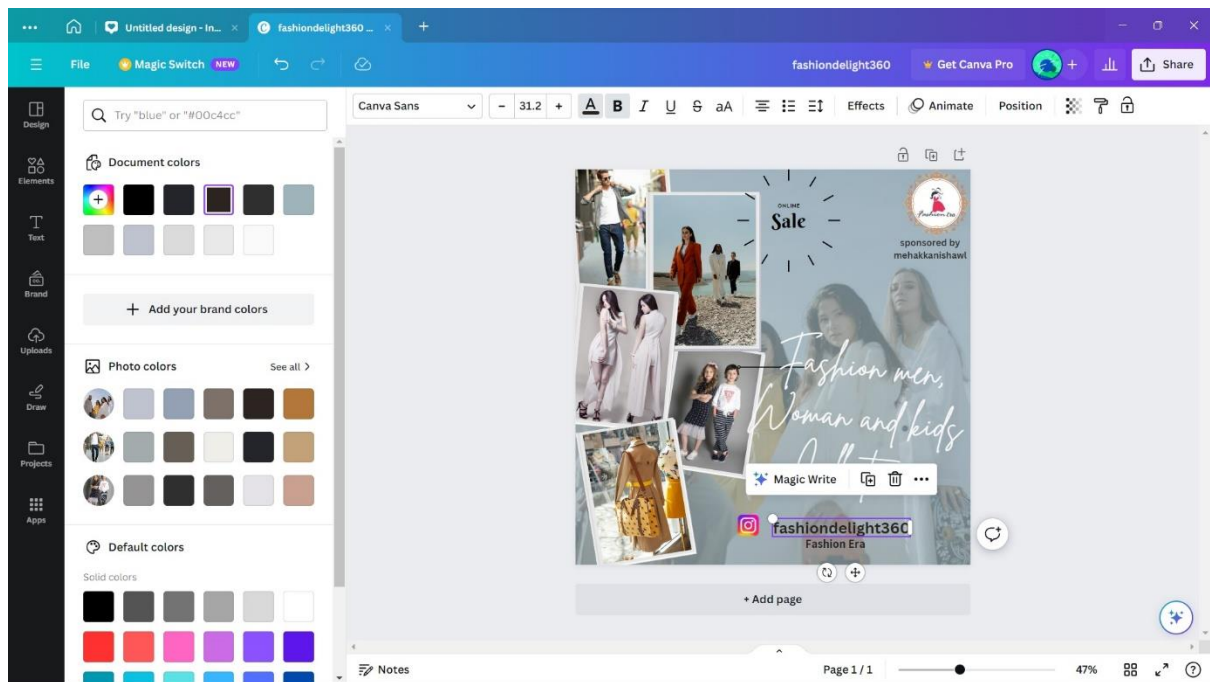 Untitled design - In...
fashiondelight360 ...
File
Magic Switch NEW
fashiondelight360
Get Canva Pro
Share
Design
Elements
Text
Brand
Uploads
Draw
Projects
Apps
Try "blue" or "#00c4cc"
Document colors
+ Add your brand colors
Photo colors
See all >
Default colors
Solid colors
Canva Sans
- 31.2 +
A B I U S aA
Effects
Animate
Position
ONLINE
Sale
Fashion Era
sponsored by
mehakkanishawl
Fashion men,
Woman and kids
Magic Write
fashiondelight360
Fashion Era
+ Add page
Notes
Page 1 / 1
47%